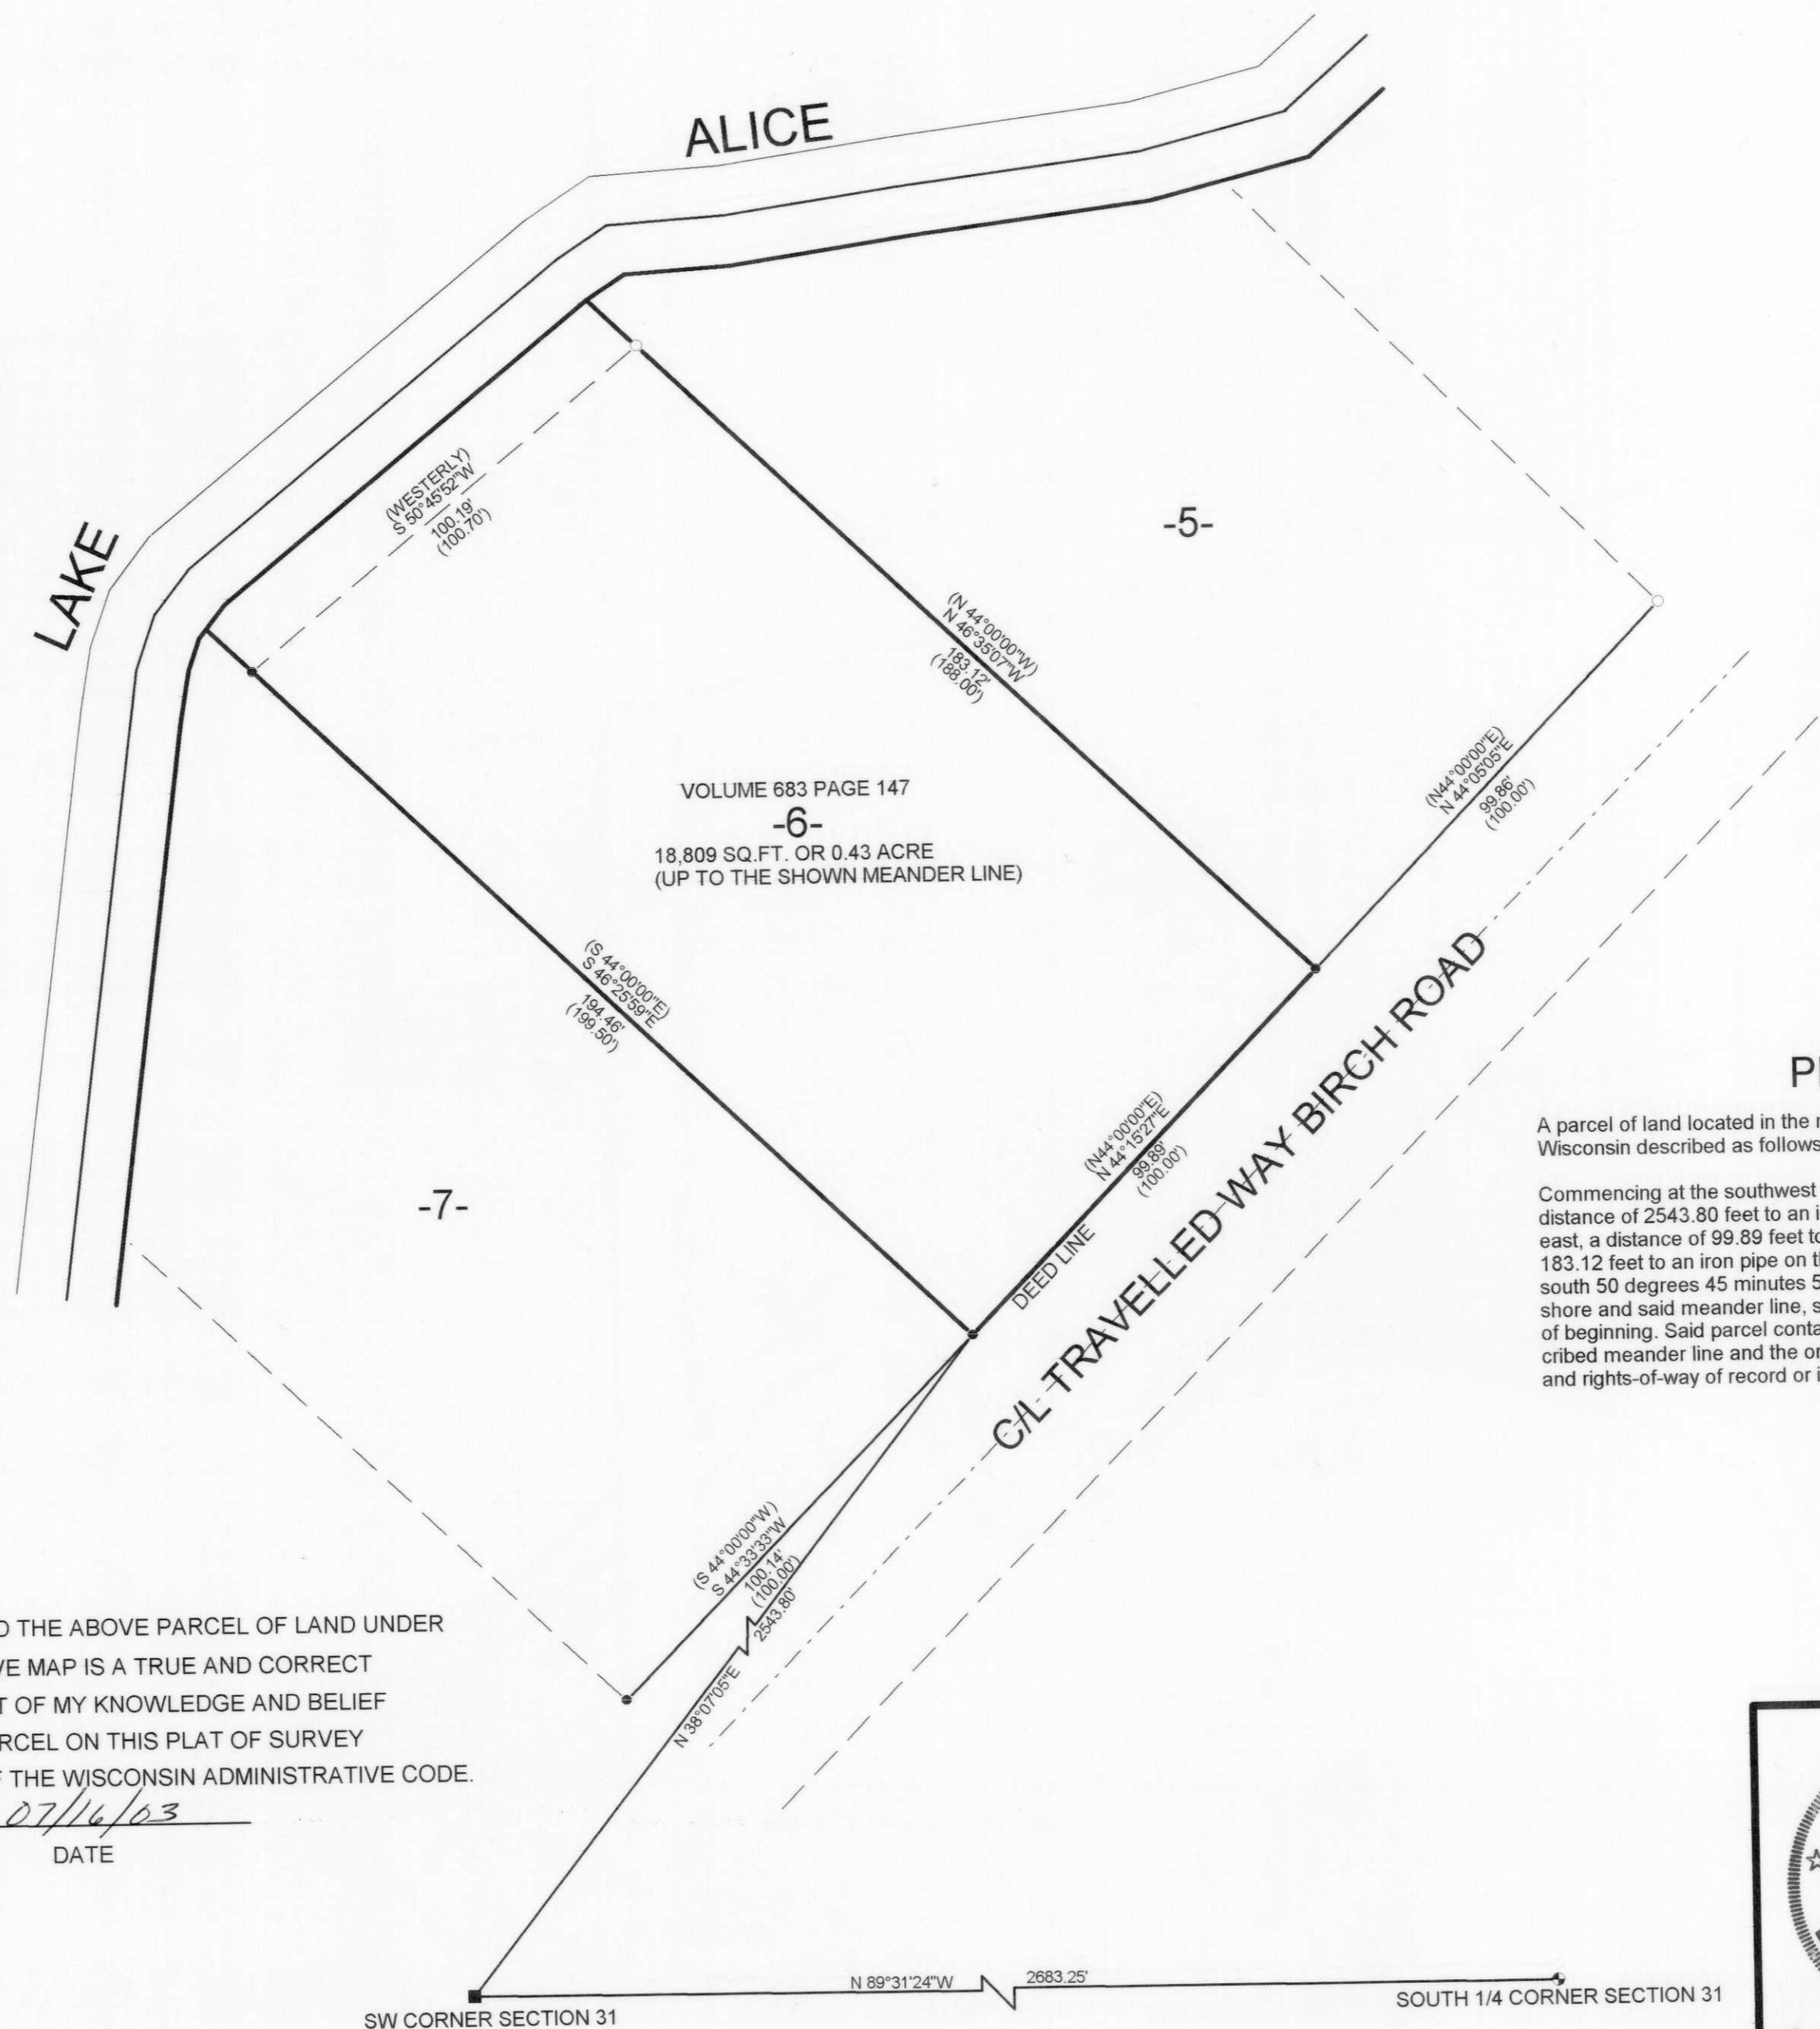 ALICE
LAKE
(WESTERLY)
S 50°45'52"W
100.19'
(100.70')
-5-
(N 44°00'00"W)
N 46°35'07"W
183.12'
(188.00')
(N44°00'00"E)
N 44°05'05"E
99.86'
(100.00')
VOLUME 683 PAGE 147
-6-
18,809 SQ.FT. OR 0.43 ACRE
(UP TO THE SHOWN MEANDER LINE)
(S 44°00'00"E)
S 46°25'59"E
194.46'
(199.50')
(N44°00'00"E)
N 44°15'27"E
99.89'
(100.00')
DEED LINE
C/L TRAVELLED WAY BIRCH ROAD
-7-
A parcel of land located in the
Wisconsin described as follows
Commencing at the southwest
distance of 2543.80 feet to an
east, a distance of 99.89 feet
183.12 feet to an iron pipe on
south 50 degrees 45 minutes
shore and said meander line,
of beginning. Said parcel
cribed meander line and the
and rights-of-way of record or
(S 44°00'00"W)
S 44°33'33"W
100.14'
(100.00')
2543.80'
N 38°07'05"E
THE ABOVE PARCEL OF LAND UNDER
MAP IS A TRUE AND CORRECT
OF MY KNOWLEDGE AND BELIEF
ON THIS PLAT OF SURVEY
THE WISCONSIN ADMINISTRATIVE CODE.
07/16/03
DATE
N 89°31'24"W
2683.25'
SW CORNER SECTION 31
SOUTH 1/4 CORNER SECTION 31